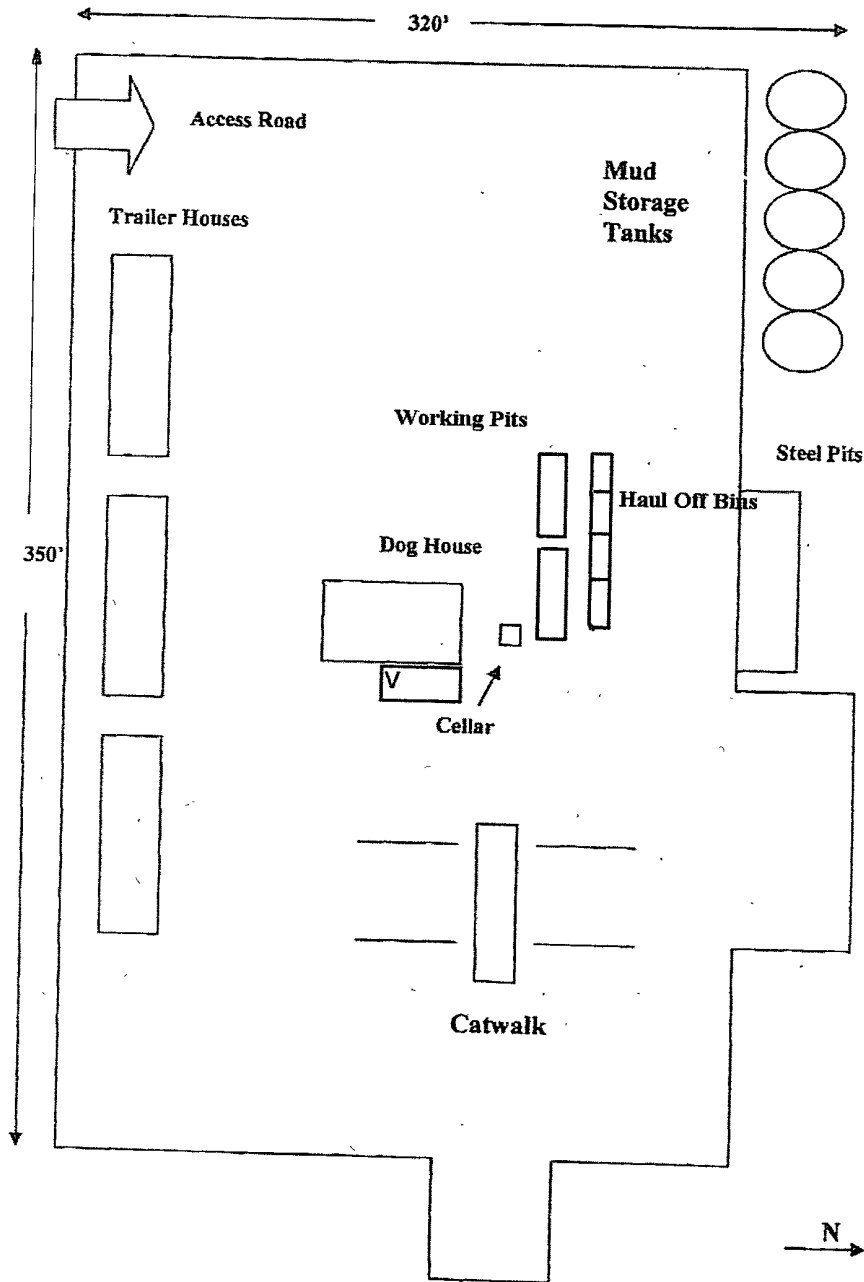 320'
Access Road
Mud
Storage
Tanks
Trailer Houses
Working Pits
Steel Pits
Haul Off Bins
Dog House
350'
V
Cellar
Catwalk
N